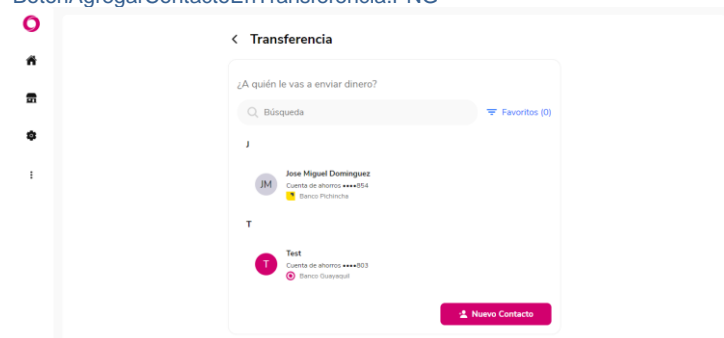 BotonAgregarContactoEnTransferencia.PNG
Transferencia
¿A quién le vas a enviar dinero?
Búsqueda
Favoritos (0)
J
JM
Jose Miguel Dominguez
Cuenta de ahorros ••••854
Banco Pichincha
T
T
Test
Cuenta de ahorros ••••803
Banco Guayaquil
Nuevo Contacto